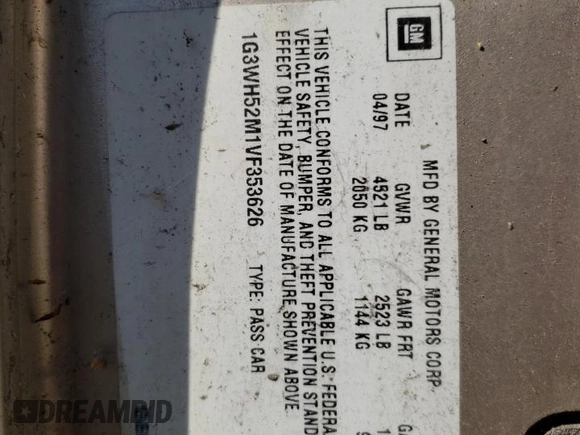 GM
MFD BY GENERAL MOTORS CORP
DATE GVWR GAWR FRT
04/97 4521 LB 2523 LB
2050 KG 1144 KG
THIS VEHICLE CONFORMS TO ALL APPLICABLE U.S. FEDERA
VEHICLE SAFETY, BUMPER, AND THEFT PREVENTION STAND
EFFECT ON THE DATE OF MANUFACTURE SHOWN ABOVE
1G3WH52M1VF353626 TYPE: PASS CAR
DREAMBID